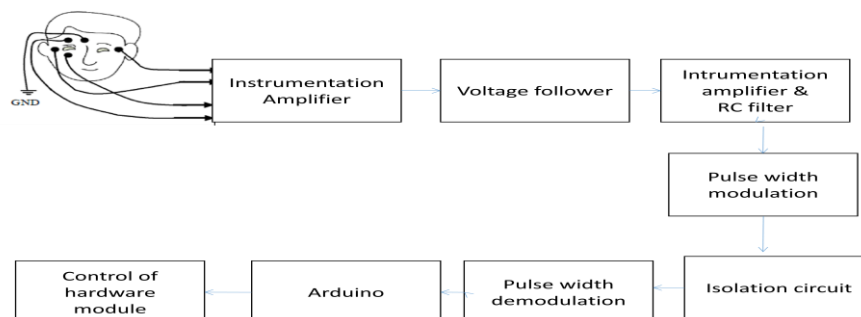 GND
Instrumentation
Amplifier
Voltage follower
Intrumentation
amplifier &
RC filter
Pulse width
modulation
Isolation circuit
Pulse width
demodulation
Arduino
Control of
hardware
module